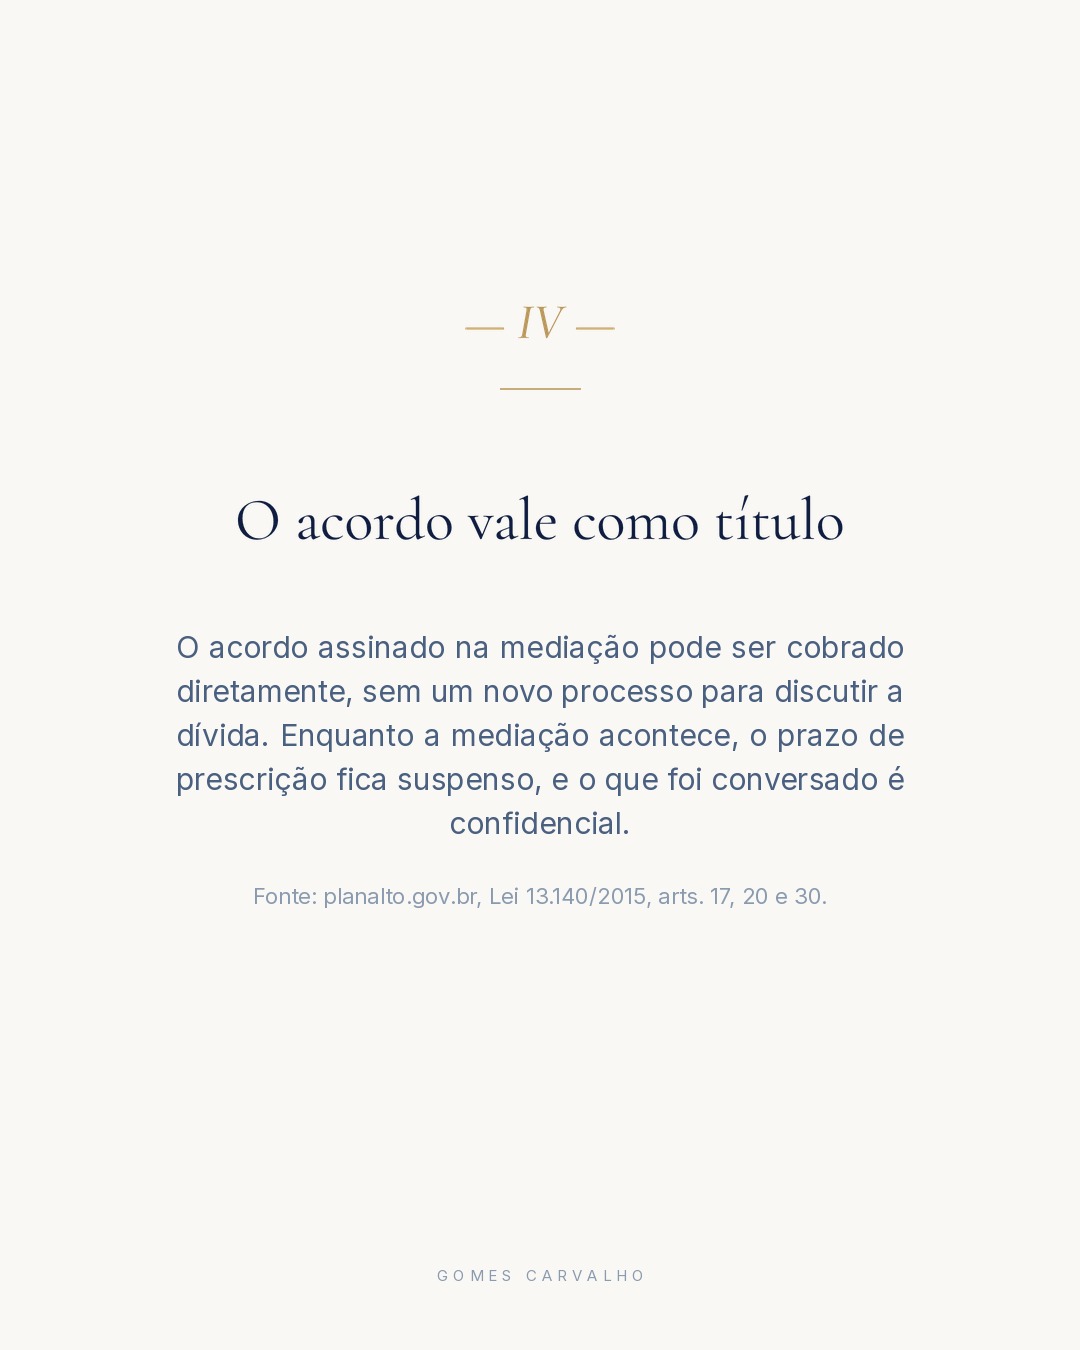 — IV —
O acordo vale como título
O acordo assinado na mediação pode ser cobrado
diretamente, sem um novo processo para discutir a
dívida. Enquanto a mediação acontece, o prazo de
prescrição fica suspenso, e o que foi conversado é
confidencial.
Fonte: planalto.gov.br, Lei 13.140/2015, arts. 17, 20 e 30.
GOMES CARVALHO